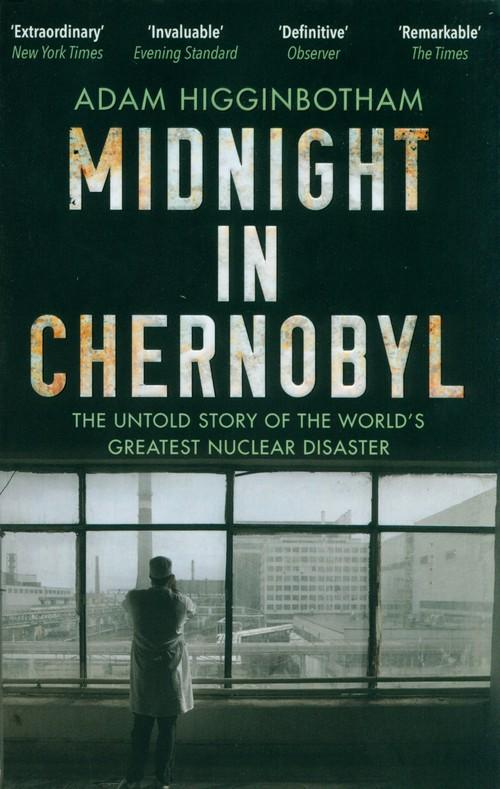 'Extraordinary' 'Invaluable' 'Definitive' 'Remarkable'
New York Times Evening Standard Observer The Times
ADAM HIGGINBOTHAM
MIDNIGHT
IN
CHERNOBYL
THE UNTOLD STORY OF THE WORLD'S
GREATEST NUCLEAR DISASTER